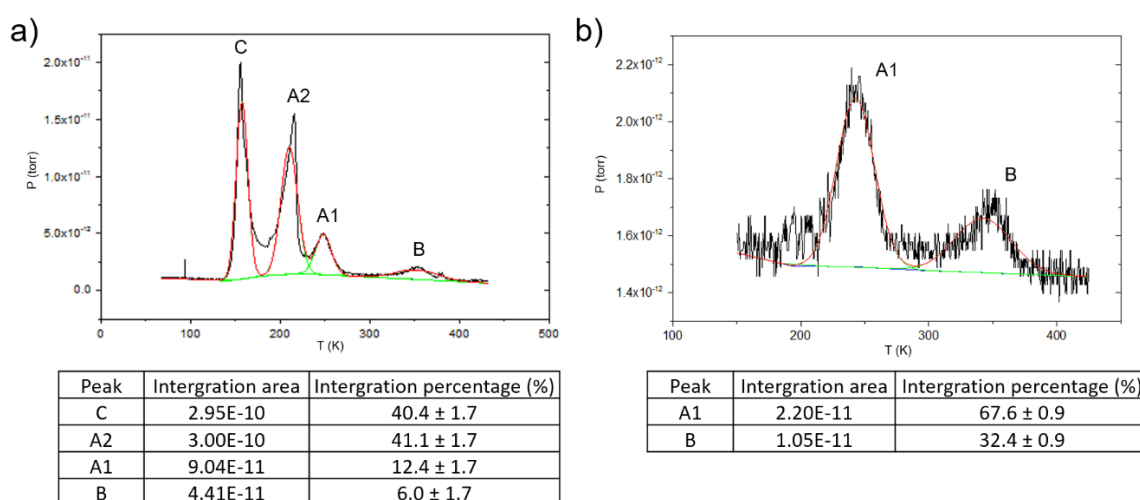 a)
C
A2
A1
B
2.0x10⁻¹¹
1.5x10⁻¹¹
1.0x10⁻¹¹
5.0x10⁻¹²
0.0
P (torr)
0 100 200 300 400 500
T (K)
Peak Intergration area Intergration percentage (%)
C 2.95E-10 40.4 ± 1.7
A2 3.00E-10 41.1 ± 1.7
A1 9.04E-11 12.4 ± 1.7
B 4.41E-11 6.0 ± 1.7
b)
A1
B
2.2x10⁻¹²
2.0x10⁻¹²
1.8x10⁻¹²
1.6x10⁻¹²
1.4x10⁻¹²
P (torr)
100 200 300 400
T (K)
Peak Intergration area Intergration percentage (%)
A1 2.20E-11 67.6 ± 0.9
B 1.05E-11 32.4 ± 0.9